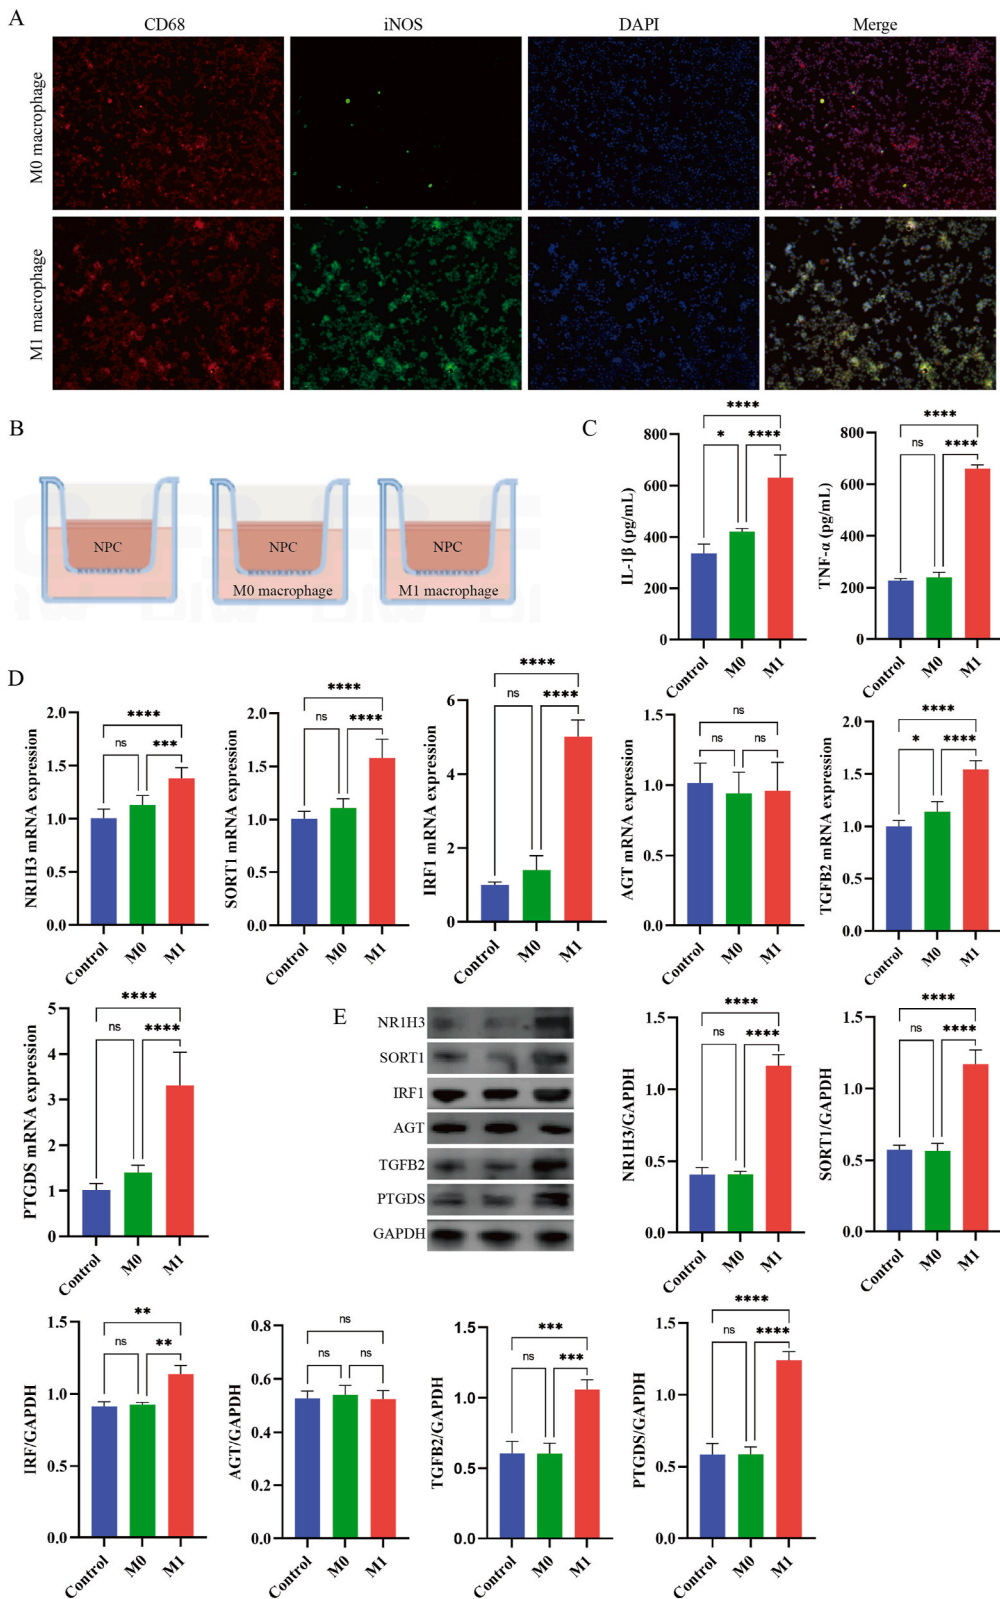 A
CD68 iNOS DAPI Merge
M0 macrophage
M1 macrophage
B
NPC NPC NPC
M0 macrophage M1 macrophage
C
IL-1β (pg/mL)
800
600
400
200
0
* **** ****
Control M0 M1
TNF-α (pg/mL)
800
600
400
200
0
ns **** ****
Control M0 M1
D
NR1H3 mRNA expression
2.0
1.5
1.0
0.5
0.0
****
ns ***
Control M0 M1
SORT1 mRNA expression
2.0
1.5
1.0
0.5
0.0
****
ns ****
Control M0 M1
IRF1 mRNA expression
6
4
2
0
****
ns ****
Control M0 M1
AGT mRNA expression
1.5
1.0
0.5
0.0
ns
ns ns
Control M0 M1
TGFB2 mRNA expression
2.0
1.5
1.0
0.5
0.0
****
* ****
Control M0 M1
PTGDS mRNA expression
5
4
3
2
1
0
****
ns ****
Control M0 M1
E
NR1H3
SORT1
IRF1
AGT
TGFB2
PTGDS
GAPDH
NR1H3/GAPDH
1.5
1.0
0.5
0.0
****
ns ****
Control M0 M1
SORT1/GAPDH
1.5
1.0
0.5
0.0
****
ns ****
Control M0 M1
IRF/GAPDH
1.5
1.0
0.5
0.0
**
ns **
Control M0 M1
AGT/GAPDH
0.8
0.6
0.4
0.2
0.0
ns
ns ns
Control M0 M1
TGFB2/GAPDH
1.5
1.0
0.5
0.0
***
ns ***
Control M0 M1
PTGDS/GAPDH
1.5
1.0
0.5
0.0
****
ns ****
Control M0 M1